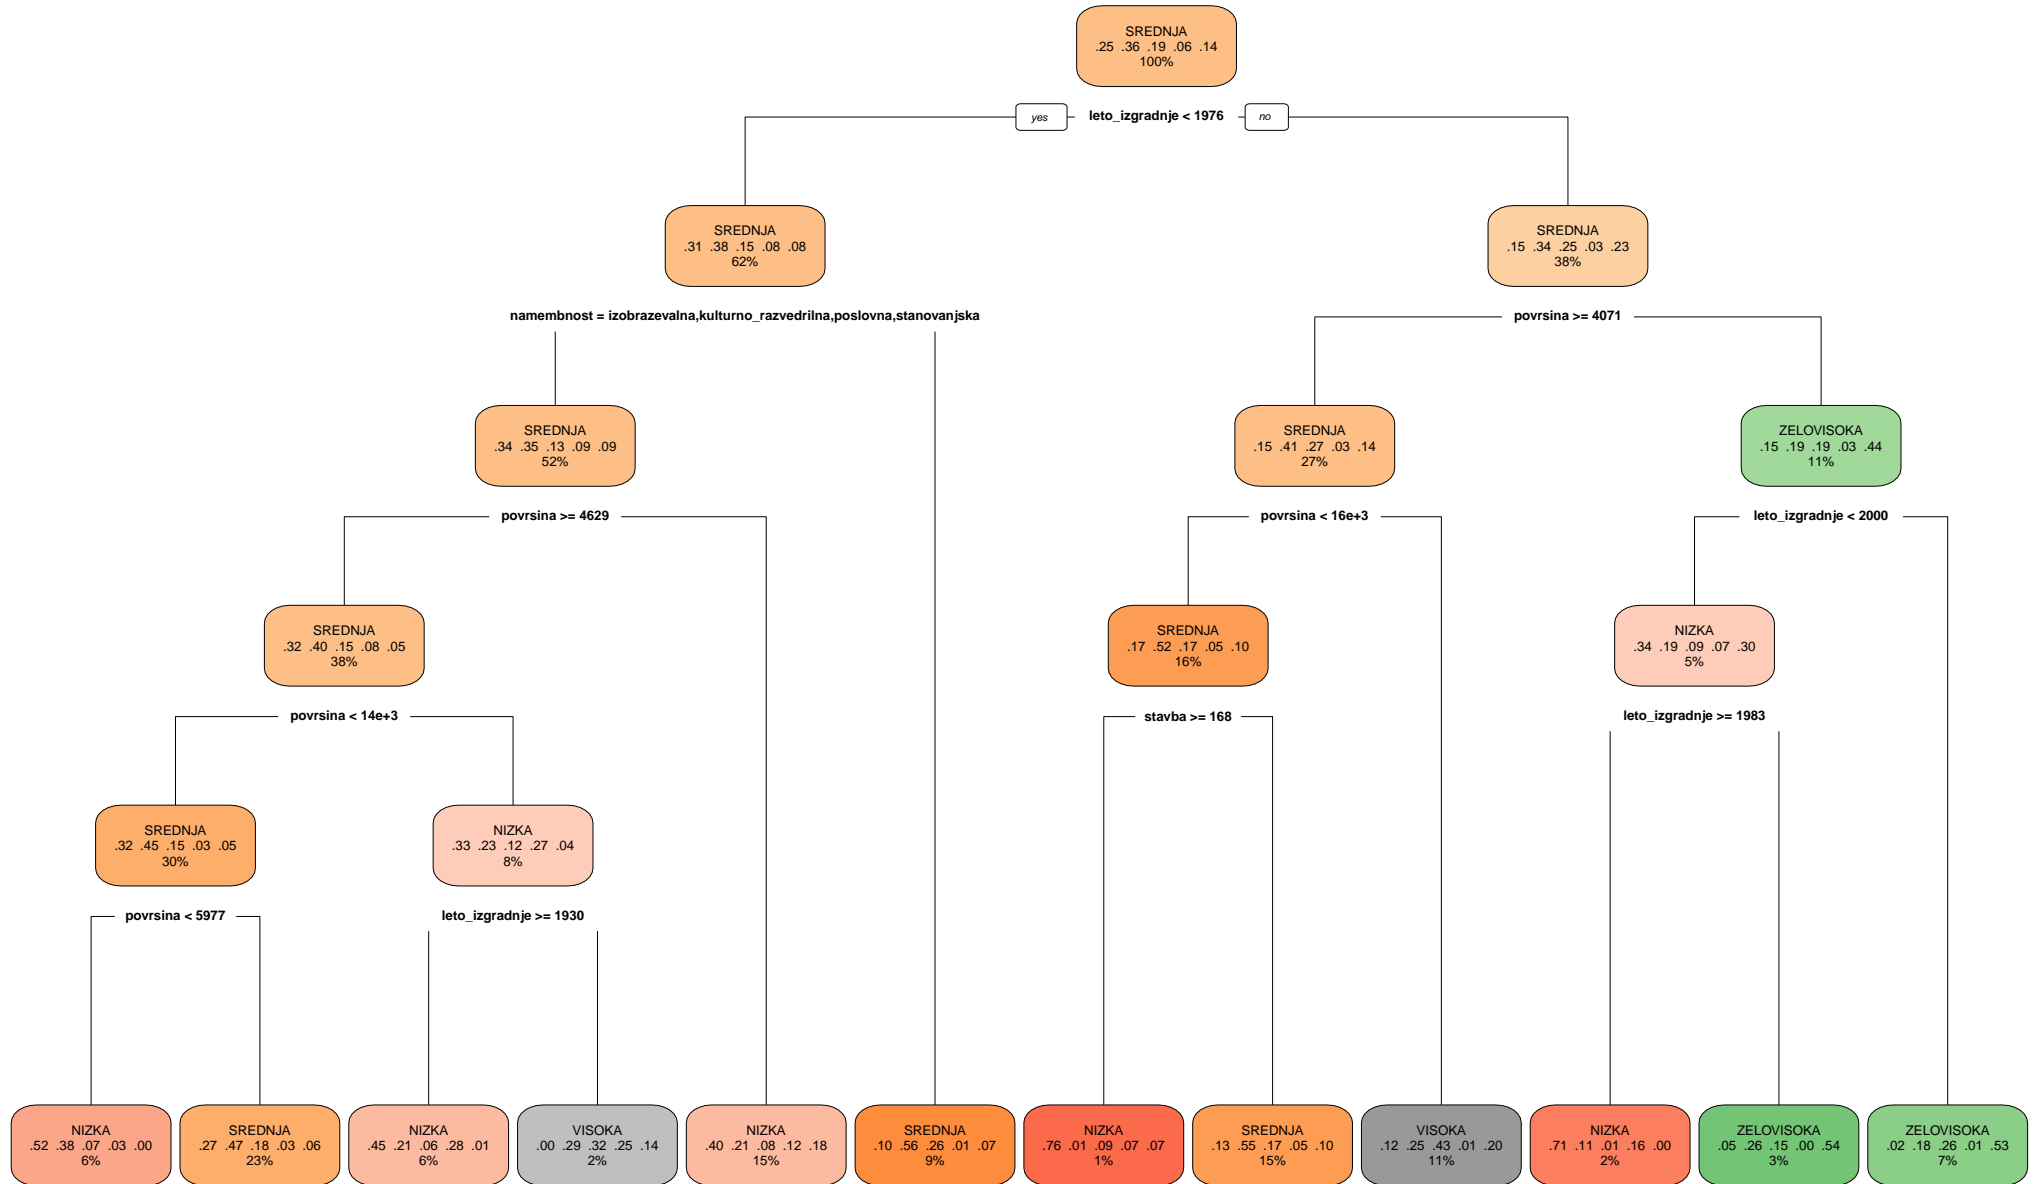 SREDNJA
.25 .36 .19 .06 .14
100%
yes
leto_izgradnje < 1976
no
SREDNJA
.31 .38 .15 .08 .08
62%
SREDNJA
.15 .34 .25 .03 .23
38%
namembnost = izobrazevalna,kulturno_razvedrilna,poslovna,stanovanjska
povrsina >= 4071
SREDNJA
.34 .35 .13 .09 .09
52%
SREDNJA
.15 .41 .27 .03 .14
27%
ZELOVISOKA
.15 .19 .19 .03 .44
11%
povrsina >= 4629
povrsina < 16e+3
leto_izgradnje < 2000
SREDNJA
.32 .40 .15 .08 .05
38%
SREDNJA
.17 .52 .17 .05 .10
16%
NIZKA
.34 .19 .09 .07 .30
5%
povrsina < 14e+3
stavba >= 168
leto_izgradnje >= 1983
SREDNJA
.32 .45 .15 .03 .05
30%
NIZKA
.33 .23 .12 .27 .04
8%
povrsina < 5977
leto_izgradnje >= 1930
NIZKA
.52 .38 .07 .03 .00
6%
SREDNJA
.27 .47 .18 .03 .06
23%
NIZKA
.45 .21 .06 .28 .01
6%
VISOKA
.00 .29 .32 .25 .14
2%
NIZKA
.40 .21 .08 .12 .18
15%
SREDNJA
.10 .56 .26 .01 .07
9%
NIZKA
.76 .01 .09 .07 .07
1%
SREDNJA
.13 .55 .17 .05 .10
15%
VISOKA
.12 .25 .43 .01 .20
11%
NIZKA
.71 .11 .01 .16 .00
2%
ZELOVISOKA
.05 .26 .15 .00 .54
3%
ZELOVISOKA
.02 .18 .26 .01 .53
7%